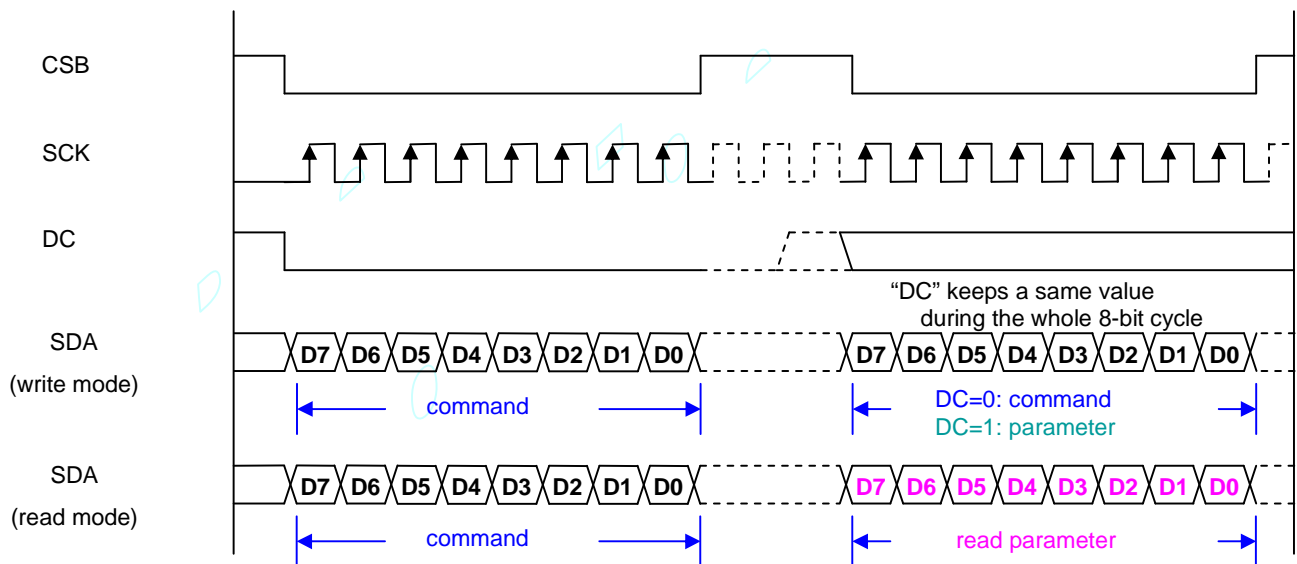 CSB
SCK
DC
“DC” keeps a same value
during the whole 8-bit cycle
SDA
(write mode)
D7 D6 D5 D4 D3 D2 D1 D0 D7 D6 D5 D4 D3 D2 D1 D0
command
DC=0: command
DC=1: parameter
SDA
(read mode)
D7 D6 D5 D4 D3 D2 D1 D0 D7 D6 D5 D4 D3 D2 D1 D0
command
read parameter